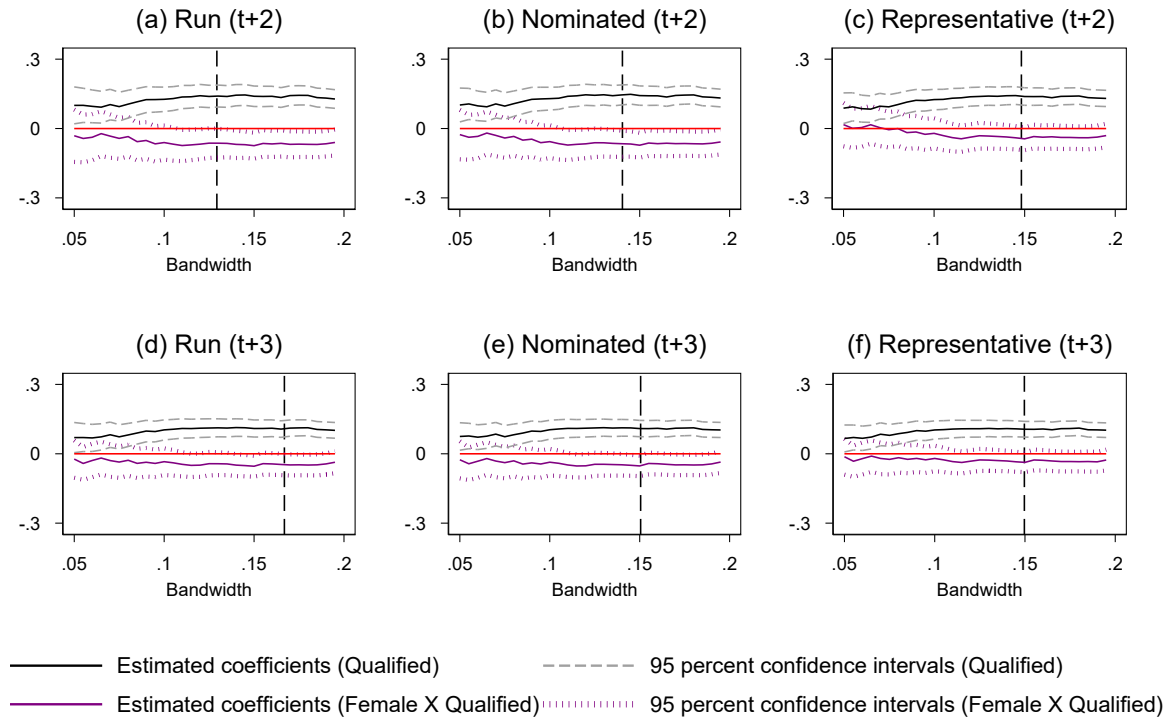 (a) Run (t+2) (b) Nominated (t+2) (c) Representative (t+2)
.3 .3 .3
0 0 0
-.3 -.3 -.3
.05 .1 .15 .2 .05 .1 .15 .2 .05 .1 .15 .2
Bandwidth Bandwidth Bandwidth
(d) Run (t+3) (e) Nominated (t+3) (f) Representative (t+3)
.3 .3 .3
0 0 0
-.3 -.3 -.3
.05 .1 .15 .2 .05 .1 .15 .2 .05 .1 .15 .2
Bandwidth Bandwidth Bandwidth
Estimated coefficients (Qualified) 95 percent confidence intervals (Qualified)
Estimated coefficients (Female X Qualified) 95 percent confidence intervals (Female X Qualified)